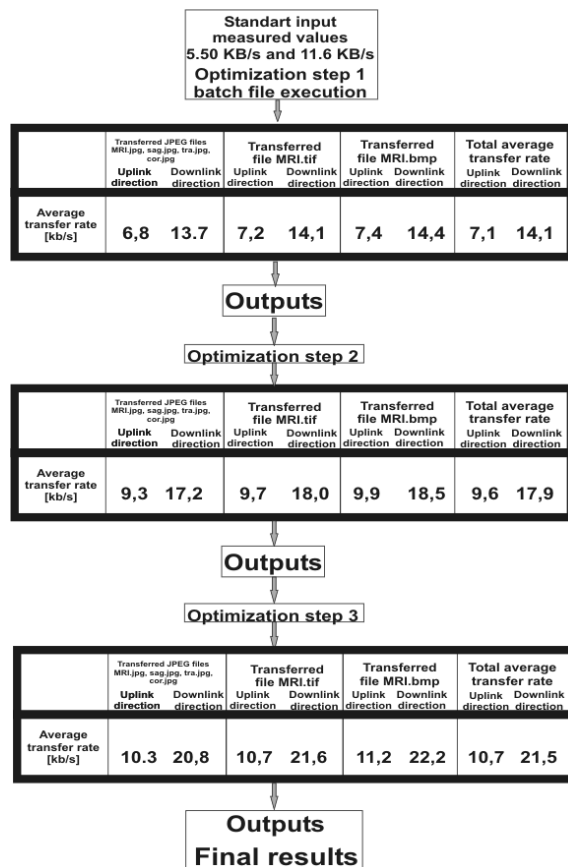 Standart input
measured values
5.50 KB/s and 11.6 KB/s
Optimization step 1
batch file execution
Transferred JPEG files
MRI.jpg, sag.jpg, tra.jpg,
cor.jpg
Uplink direction
Downlink direction
Transferred
file MRI.tif
Uplink direction
Downlink direction
Transferred
file MRI.bmp
Uplink direction
Downlink direction
Total average
transfer rate
Uplink direction
Downlink direction
Average
transfer rate
[kb/s]
6,8 13.7 7,2 14,1 7,4 14,4 7,1 14,1
Outputs
Optimization step 2
Transferred JPEG files
MRI.jpg, sag.jpg, tra.jpg,
cor.jpg
Uplink direction
Downlink direction
Transferred
file MRI.tif
Uplink direction
Downlink direction
Transferred
file MRI.bmp
Uplink direction
Downlink direction
Total average
transfer rate
Uplink direction
Downlink direction
Average
transfer rate
[kb/s]
9,3 17,2 9,7 18,0 9,9 18,5 9,6 17,9
Outputs
Optimization step 3
Transferred JPEG files
MRI.jpg, sag.jpg, tra.jpg,
cor.jpg
Uplink direction
Downlink direction
Transferred
file MRI.tif
Uplink direction
Downlink direction
Transferred
file MRI.bmp
Uplink direction
Downlink direction
Total average
transfer rate
Uplink direction
Downlink direction
Average
transfer rate
[kb/s]
10.3 20,8 10,7 21,6 11,2 22,2 10,7 21,5
Outputs
Final results